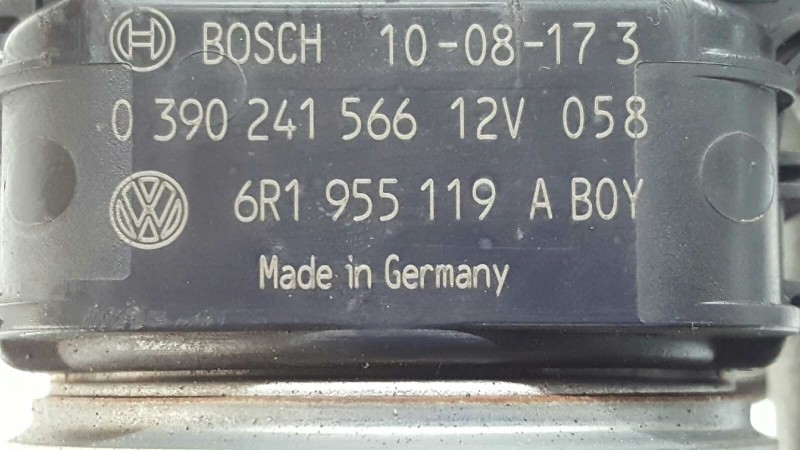 BOSCH 10-08-17 3
0 390 241 566 12V 058
6R1 955 119 A BOY
Made in Germany